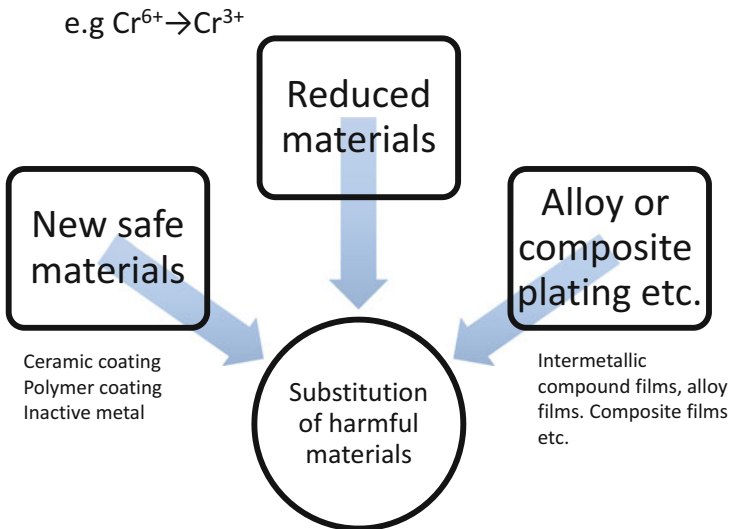 e.g Cr⁶⁺→Cr³⁺
Reduced
materials
New safe
materials
Alloy or
composite
plating etc.
Ceramic coating
Polymer coating
Inactive metal
Substitution
of harmful
materials
Intermetallic
compound films, alloy
films. Composite films
etc.